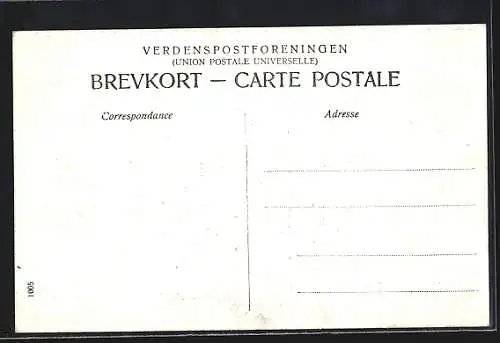 VERDENSPOSTFORENINGEN
(UNION POSTALE UNIVERSELLE)
BREVKORT — CARTE POSTALE
Correspondance
Adresse
1005